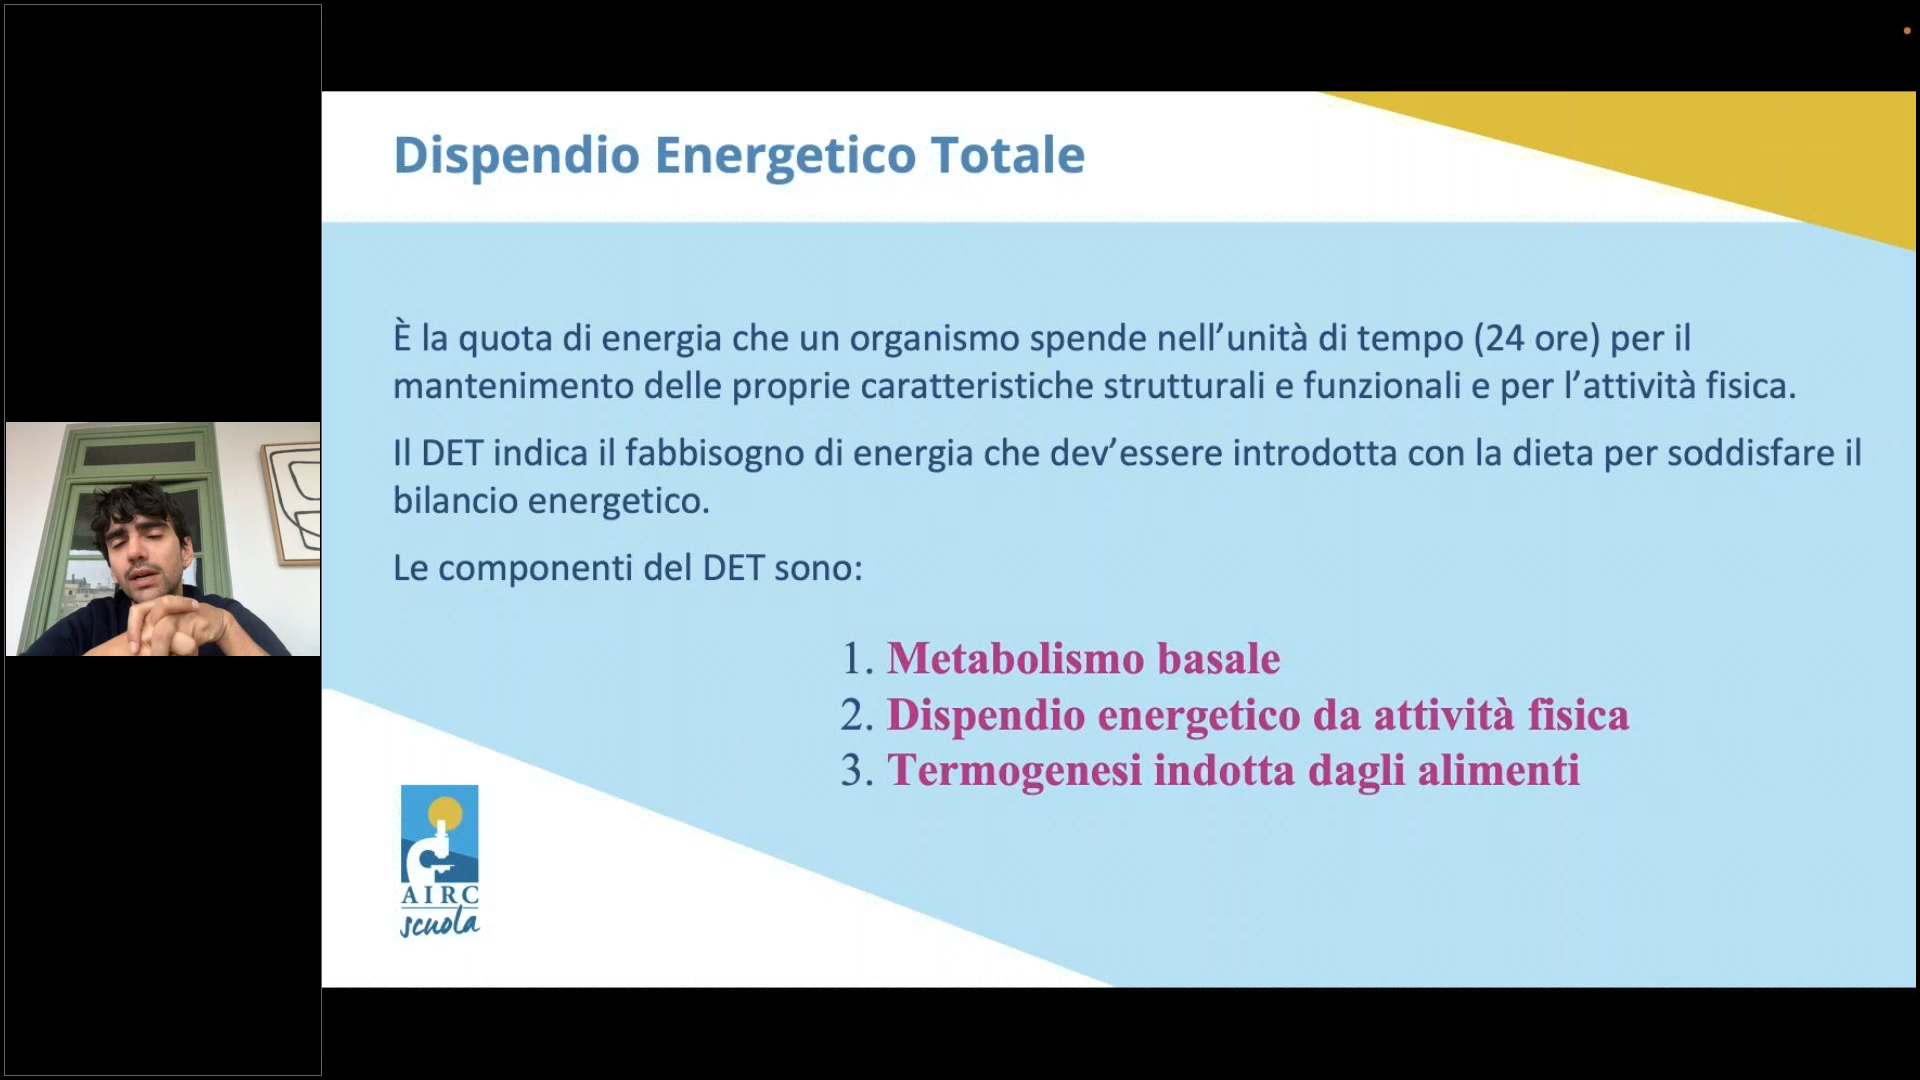 Dispendio Energetico Totale
È la quota di energia che un organismo spende nell’unità di tempo (24 ore) per il
mantenimento delle proprie caratteristiche strutturali e funzionali e per l’attività fisica.
Il DET indica il fabbisogno di energia che dev’essere introdotta con la dieta per soddisfare il
bilancio energetico.
Le componenti del DET sono:
1. Metabolismo basale
2. Dispendio energetico da attività fisica
3. Termogenesi indotta dagli alimenti
AIRC
scuola